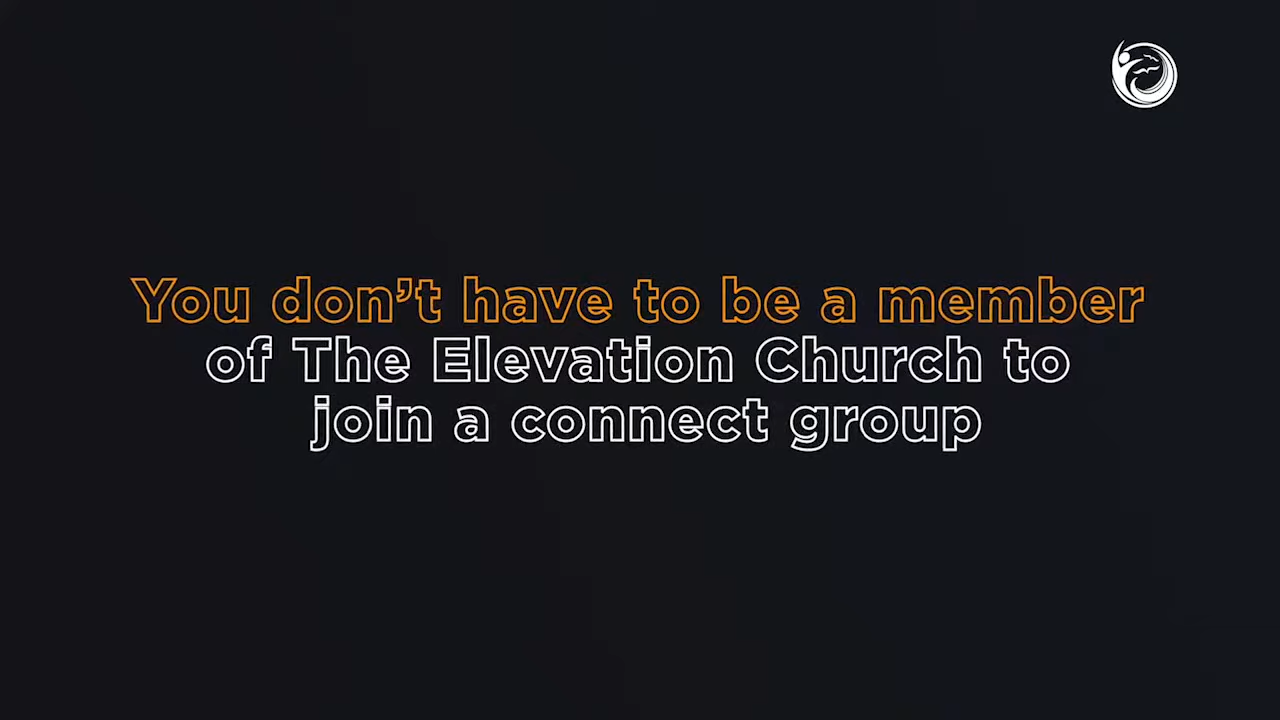 You don’t have to be a member
of The Elevation Church to
join a connect group